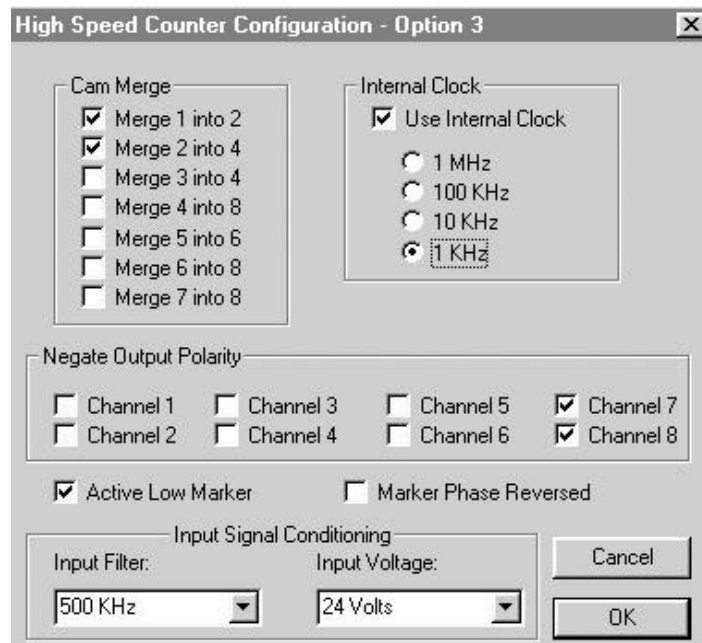 High Speed Counter Configuration - Option 3
Cam Merge
Merge 1 into 2
Merge 2 into 4
Merge 3 into 4
Merge 4 into 8
Merge 5 into 6
Merge 6 into 8
Merge 7 into 8
Internal Clock
Use Internal Clock
1 MHz
100 KHz
10 KHz
1 KHz
Negate Output Polarity
Channel 1 Channel 3 Channel 5 Channel 7
Channel 2 Channel 4 Channel 6 Channel 8
Active Low Marker Marker Phase Reversed
Input Signal Conditioning
Input Filter: Input Voltage:
500 KHz 24 Volts
Cancel
OK